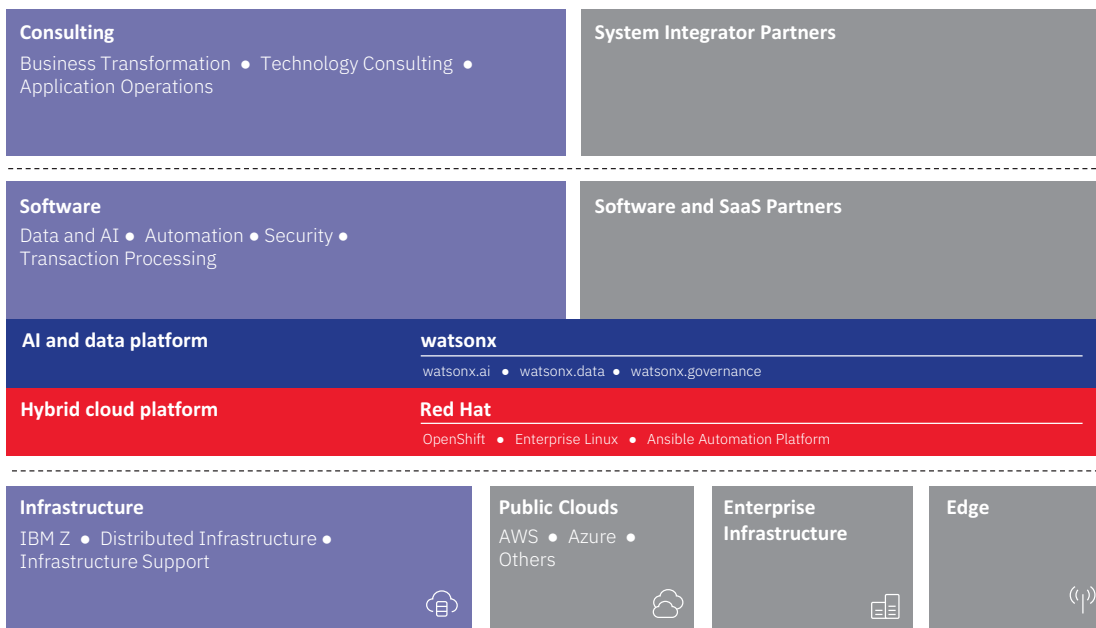 Consulting
Business Transformation ● Technology Consulting ●
Application Operations
System Integrator Partners
Software
Data and AI ● Automation ● Security ●
Transaction Processing
Software and SaaS Partners
AI and data platform
watsonx
watsonx.ai ● watsonx.data ● watsonx.governance
Hybrid cloud platform
Red Hat
OpenShift ● Enterprise Linux ● Ansible Automation Platform
Infrastructure
IBM Z ● Distributed Infrastructure ●
Infrastructure Support
Public Clouds
AWS ● Azure ●
Others
Enterprise
Infrastructure
Edge